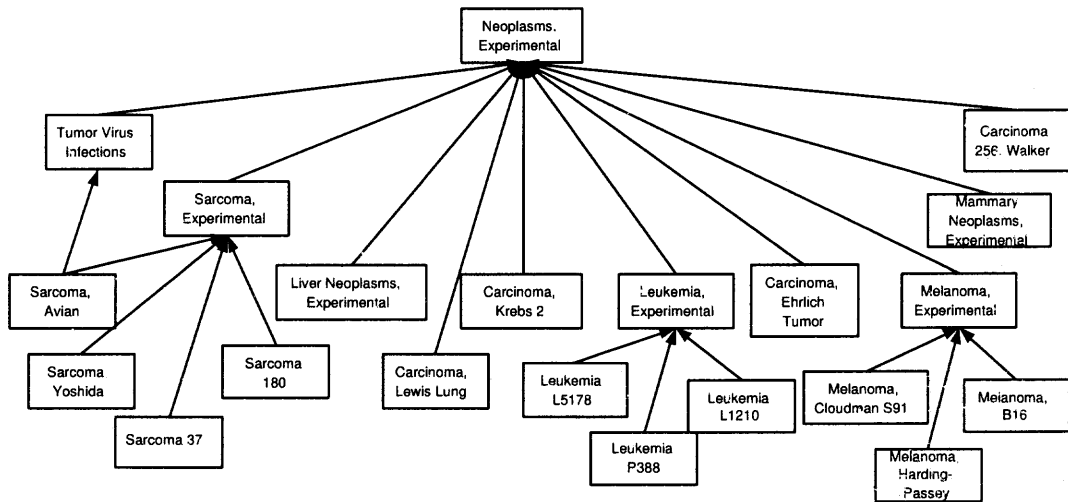 Neoplasms.
Experimental
Tumor Virus
Infections
Carcinoma
256. Walker
Sarcoma,
Experimental
Mammary
Neoplasms,
Experimental
Sarcoma,
Avian
Liver Neoplasms,
Experimental
Carcinoma,
Krebs 2
Leukemia,
Experimental
Carcinoma,
Ehrlich
Tumor
Melanoma,
Experimental
Sarcoma
Yoshida
Sarcoma
180
Carcinoma,
Lewis Lung
Leukemia
L5178
Leukemia
L1210
Melanoma,
Cloudman S91
Melanoma,
B16
Sarcoma 37
Leukemia
P388
Melanoma,
Harding-
Passey